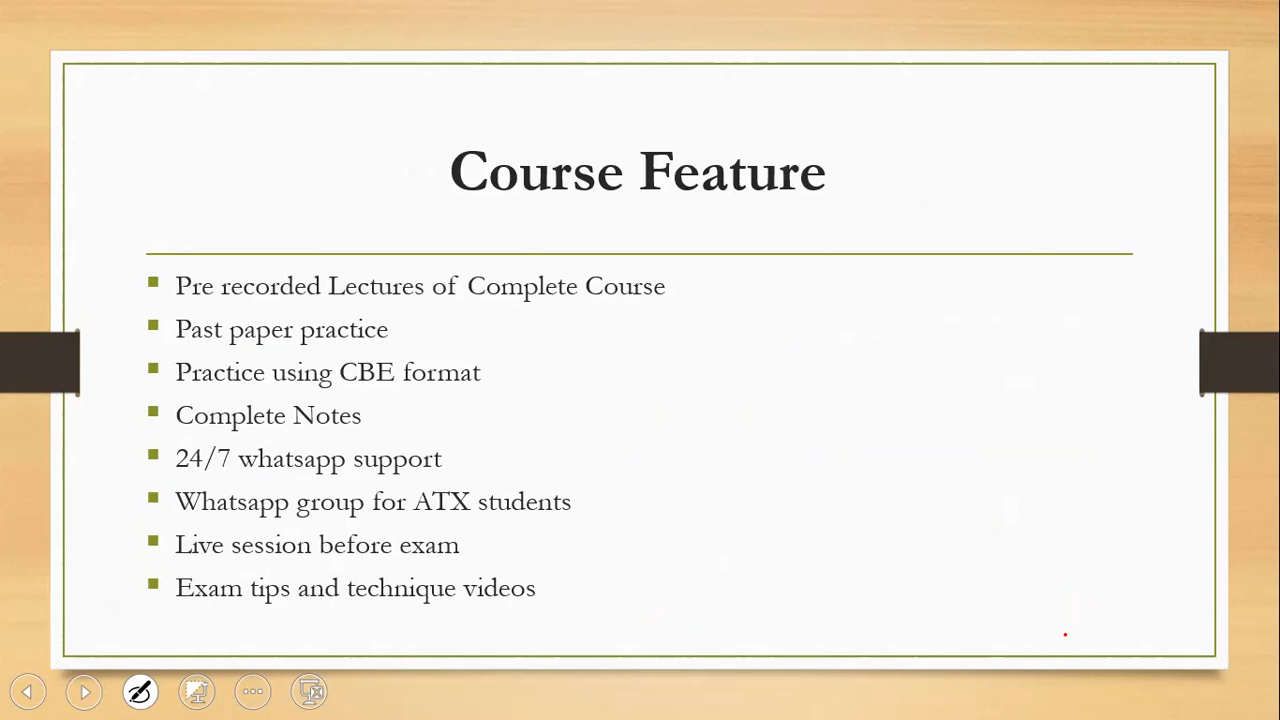 Course Feature
Pre recorded Lectures of Complete Course
Past paper practice
Practice using CBE format
Complete Notes
24/7 whatsapp support
Whatsapp group for ATX students
Live session before exam
Exam tips and technique videos